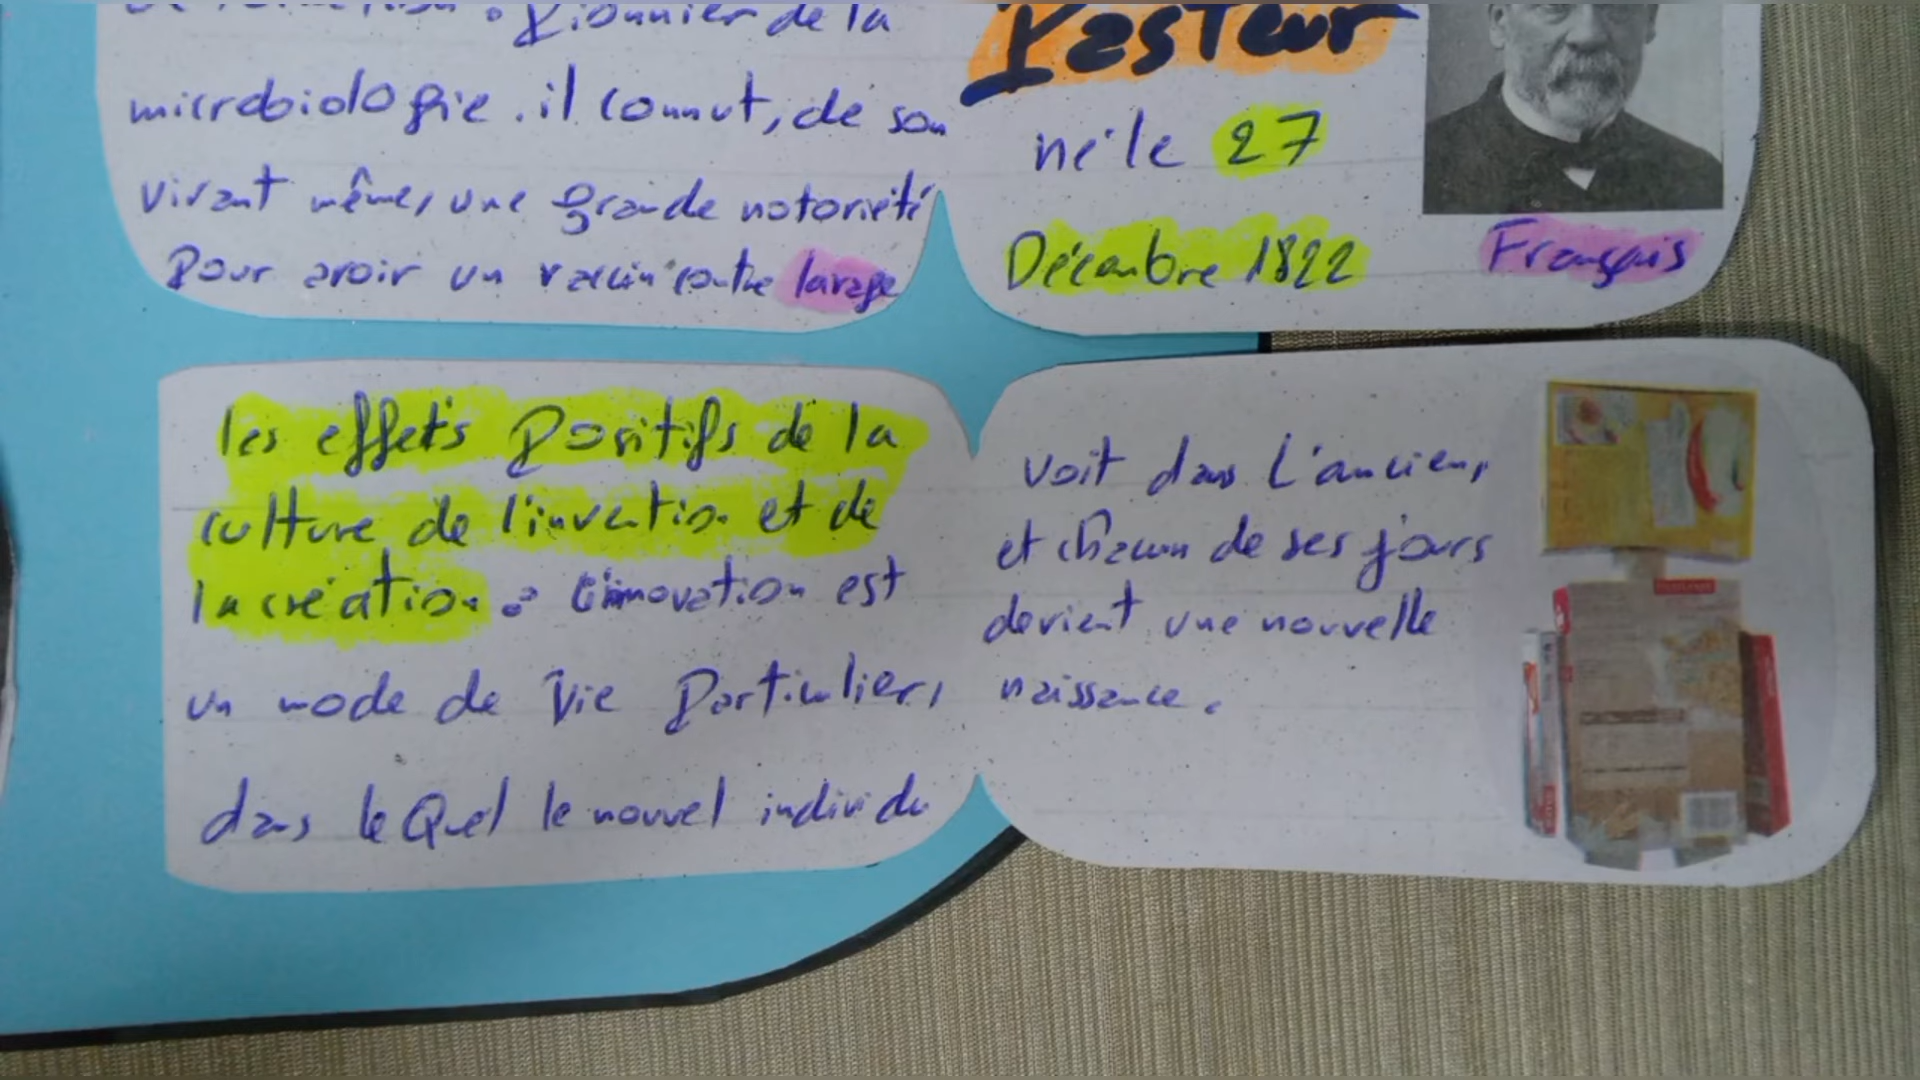 Pionnier de la
microbiologie. il connut, de son
vivant même, une grande notoriété
Pour avoir un vaccin contre larage
Pasteur
né le 27
Décembre 1822
Français
les effets Positifs de la
culture de l'invention et de
la création : L'innovation est
un mode de Vie Particulier,
dans le Quel le nouvel individu
voit dans L'ancien,
et chacun de ses jours
devient une nouvelle
naissance.